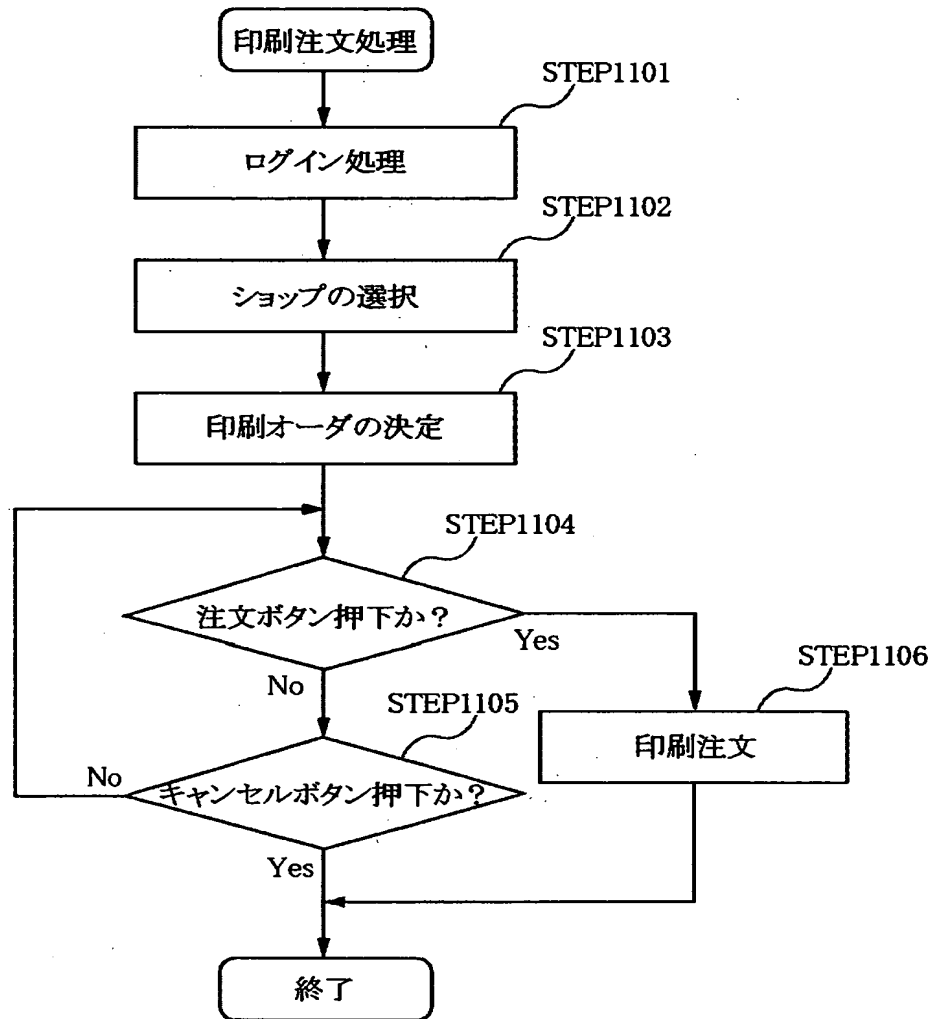 印刷注文処理
STEP1101
ログイン処理
STEP1102
ショップの選択
STEP1103
印刷オーダの決定
STEP1104
注文ボタン押下か？
Yes
No
STEP1106
印刷注文
STEP1105
キャンセルボタン押下か？
No
Yes
終了